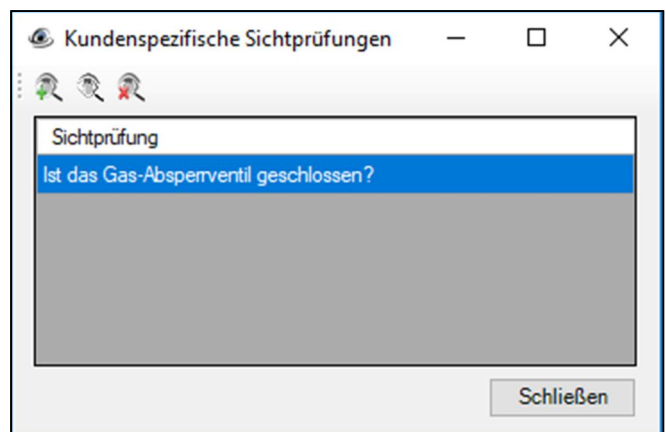 Kundenspezifische Sichtprüfungen
Sichtprüfung
Ist das Gas-Absperrventil geschlossen?
Schließen